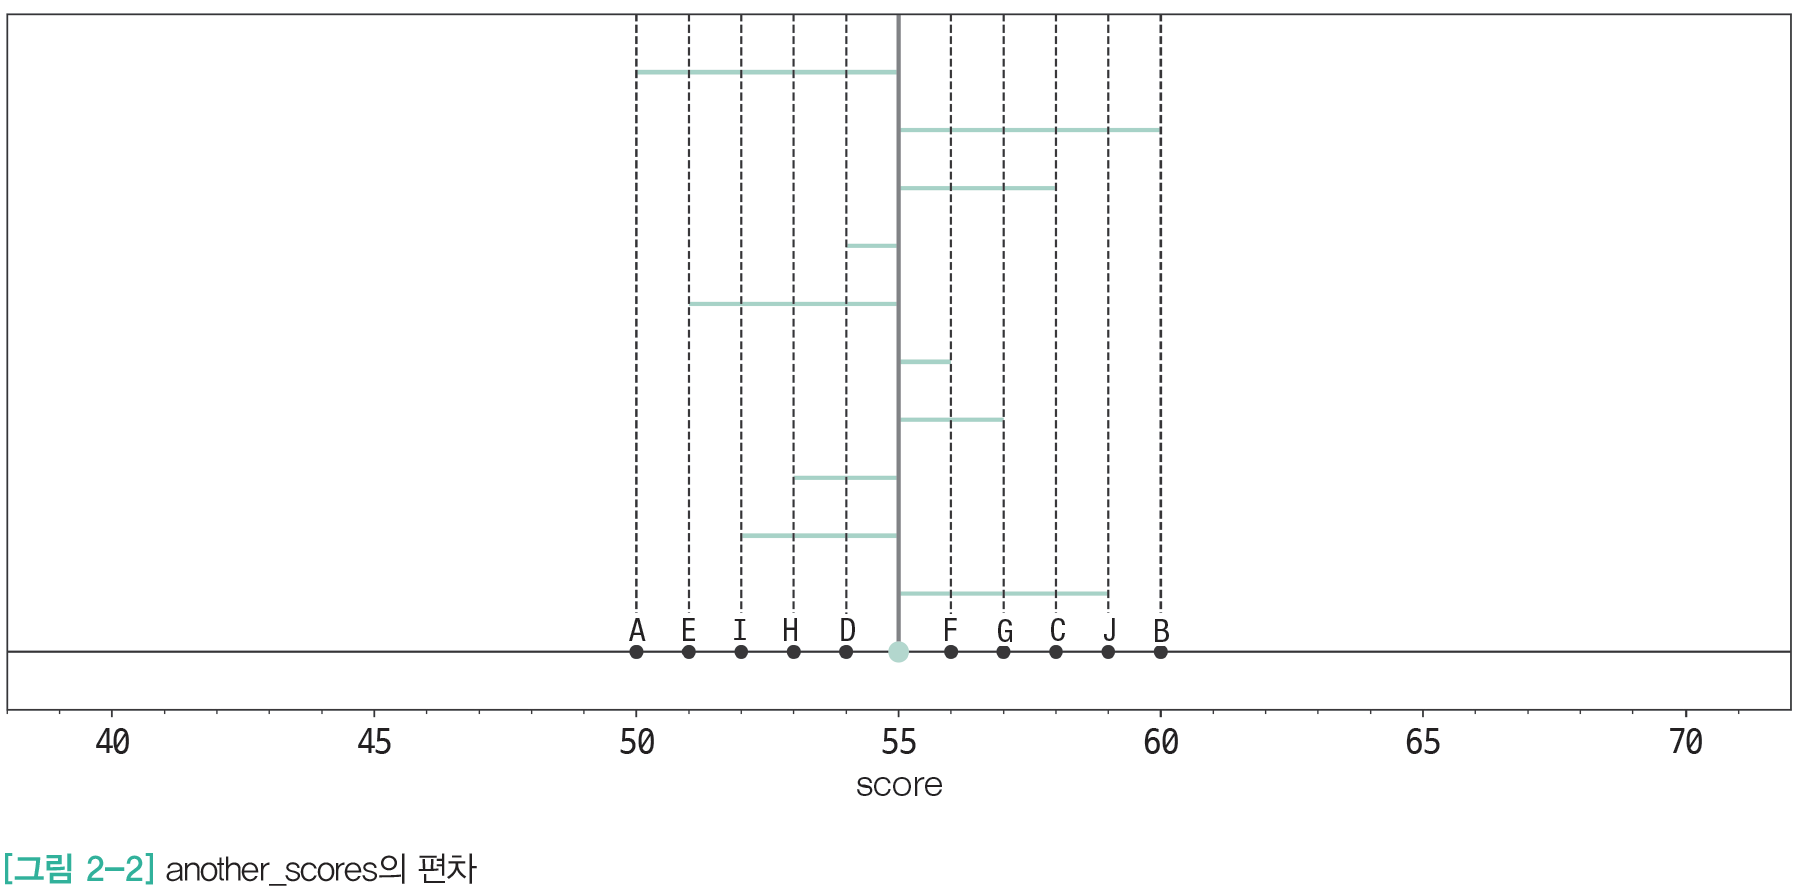 A E I H D F G C J B
40 45 50 55 60 65 70
score
[그림 2-2] another_scores의 편차